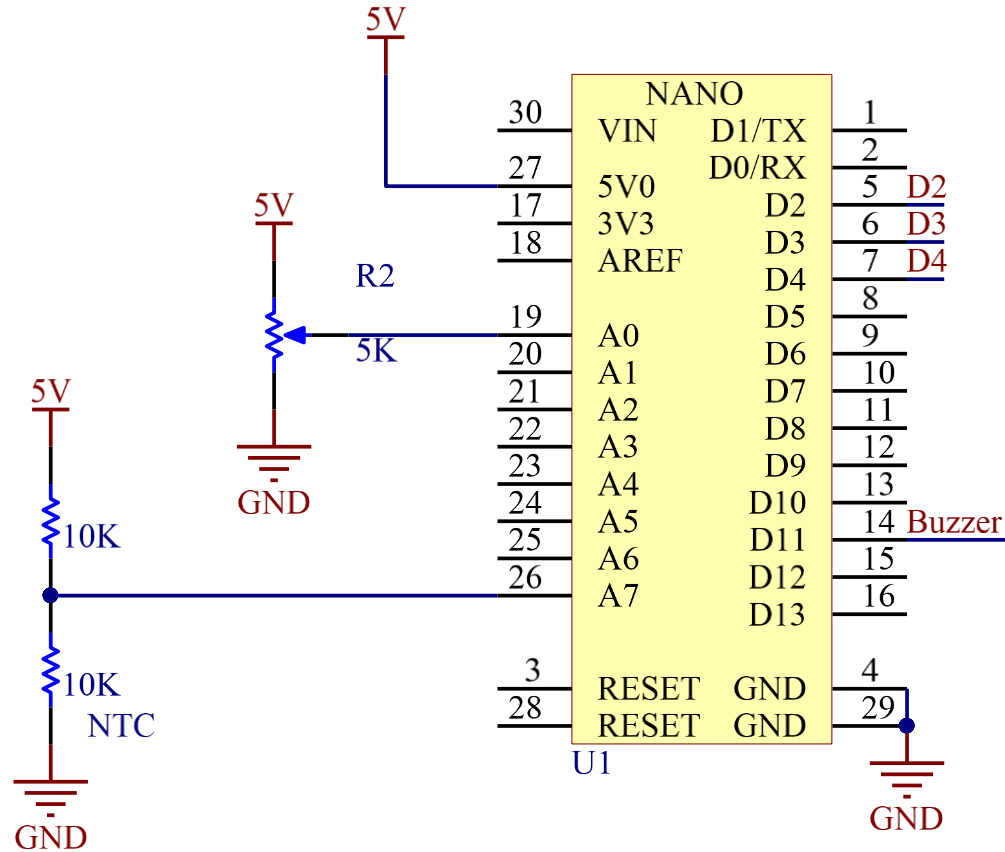 5V
NANO
30 VIN D1/TX 1
D0/RX 2
27 5V0 D2 5 D2
5V 17 3V3 D3 6 D3
18 AREF D4 7 D4
R2
D5 8
19 A0 D6 9
5K
20 A1 D7 10
21 A2 D8 11
5V
22 A3 D9 12
23 A4 D10 13
GND
24 A5 D11 14 Buzzer
10K
25 A6 D12 15
26 A7 D13 16
3 RESET GND 4
10K
28 RESET GND 29
NTC
U1
GND
GND